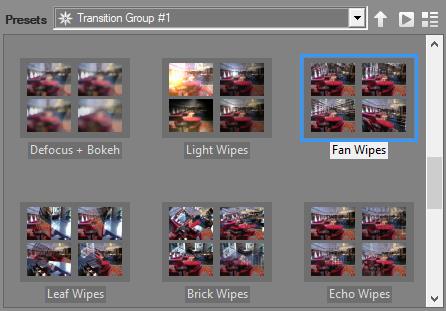 Presets Transition Group #1
Defocus + Bokeh Light Wipes Fan Wipes
Leaf Wipes Brick Wipes Echo Wipes